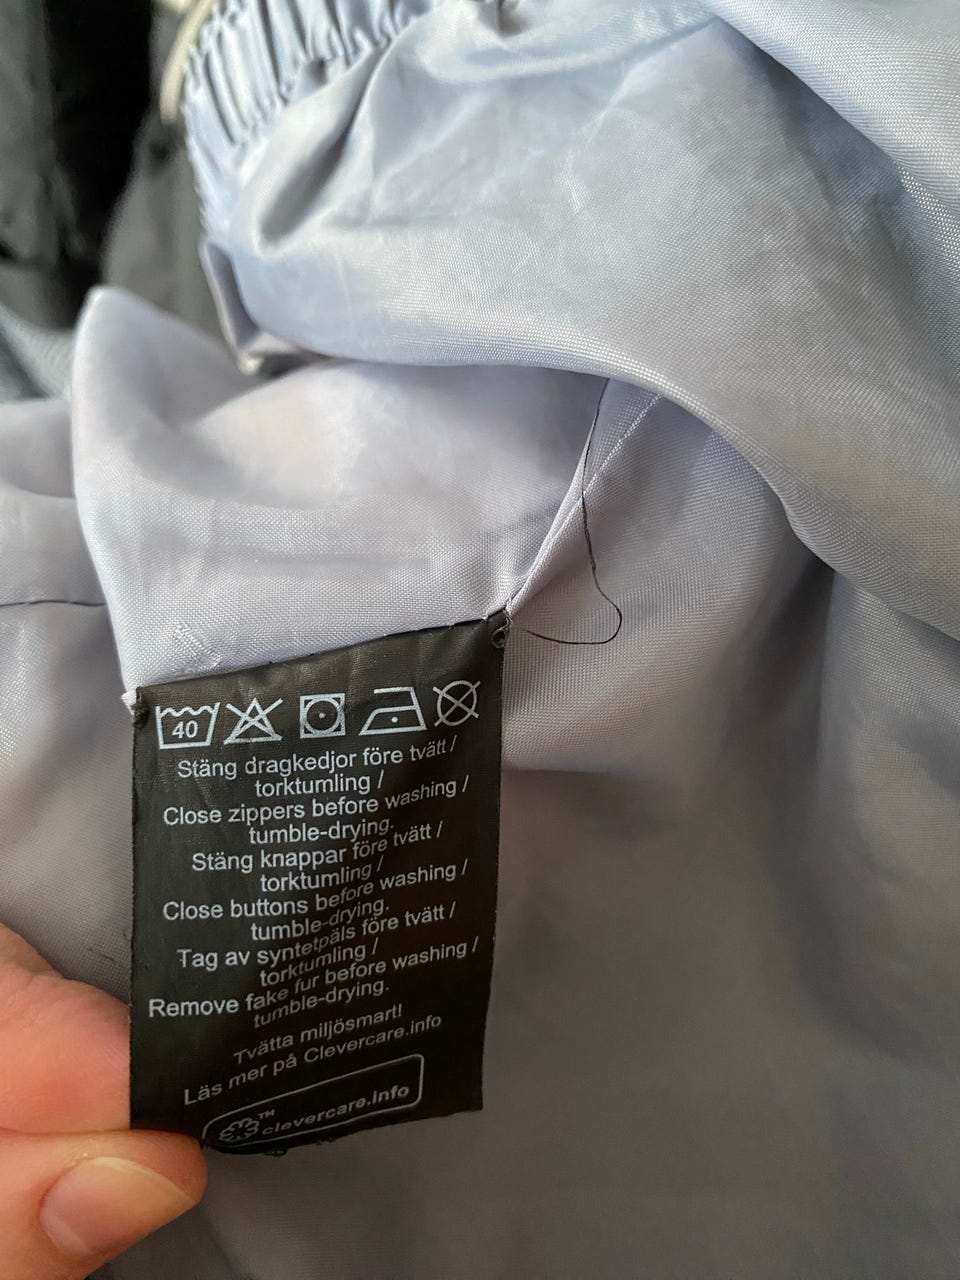 40
Stäng dragkedjor före tvätt /
torktumling /
Close zippers before washing /
tumble-drying.
Stäng knappar före tvätt /
torktumling /
Close buttons before washing /
tumble-drying.
Tag av syntetpäls före tvätt /
torktumling /
Remove fake fur before washing /
tumble-drying.
Tvätta miljösmart!
Läs mer på Clevercare.info
TM
clevercare.info